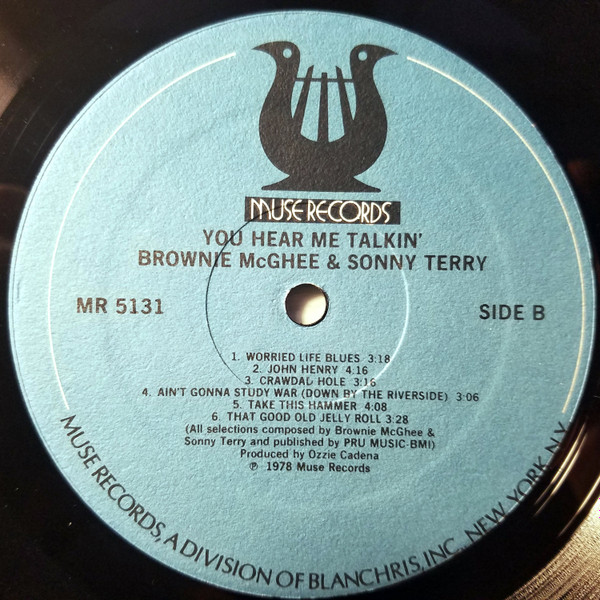 MUSE RECORDS
YOU HEAR ME TALKIN'
BROWNIE McGHEE & SONNY TERRY
MR 5131
SIDE B
1. WORRIED LIFE BLUES 3:18
2. JOHN HENRY 4.16
3. CRAWDAD HOLE 3:16
4. AIN'T GONNA STUDY WAR (DOWN BY THE RIVERSIDE) 3:06
5. TAKE THIS HAMMER 4:08
6. THAT GOOD OLD JELLY ROLL 3:28
(All selections composed by Brownie McGhee &
Sonny Terry and published by PRU MUSIC-BMI)
Produced by Ozzie Cadena
℗ 1978 Muse Records
MUSE RECORDS, A DIVISION OF BLANCHRIS, INC., NEW YORK, N.Y.